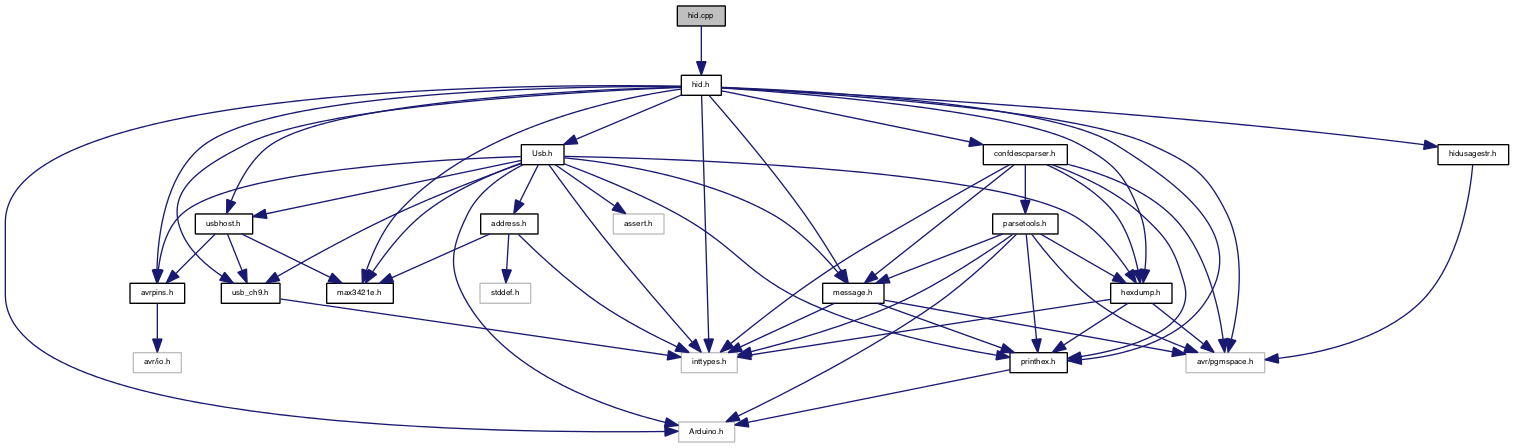 hid.cpp
hid.h
Usb.h
confdescparser.h
hidusagestr.h
usbhost.h
address.h
assert.h
parsetools.h
avrpins.h
usb_ch9.h
max3421e.h
stddef.h
message.h
hexdump.h
avr/io.h
inttypes.h
printhex.h
avr/pgmspace.h
Arduino.h